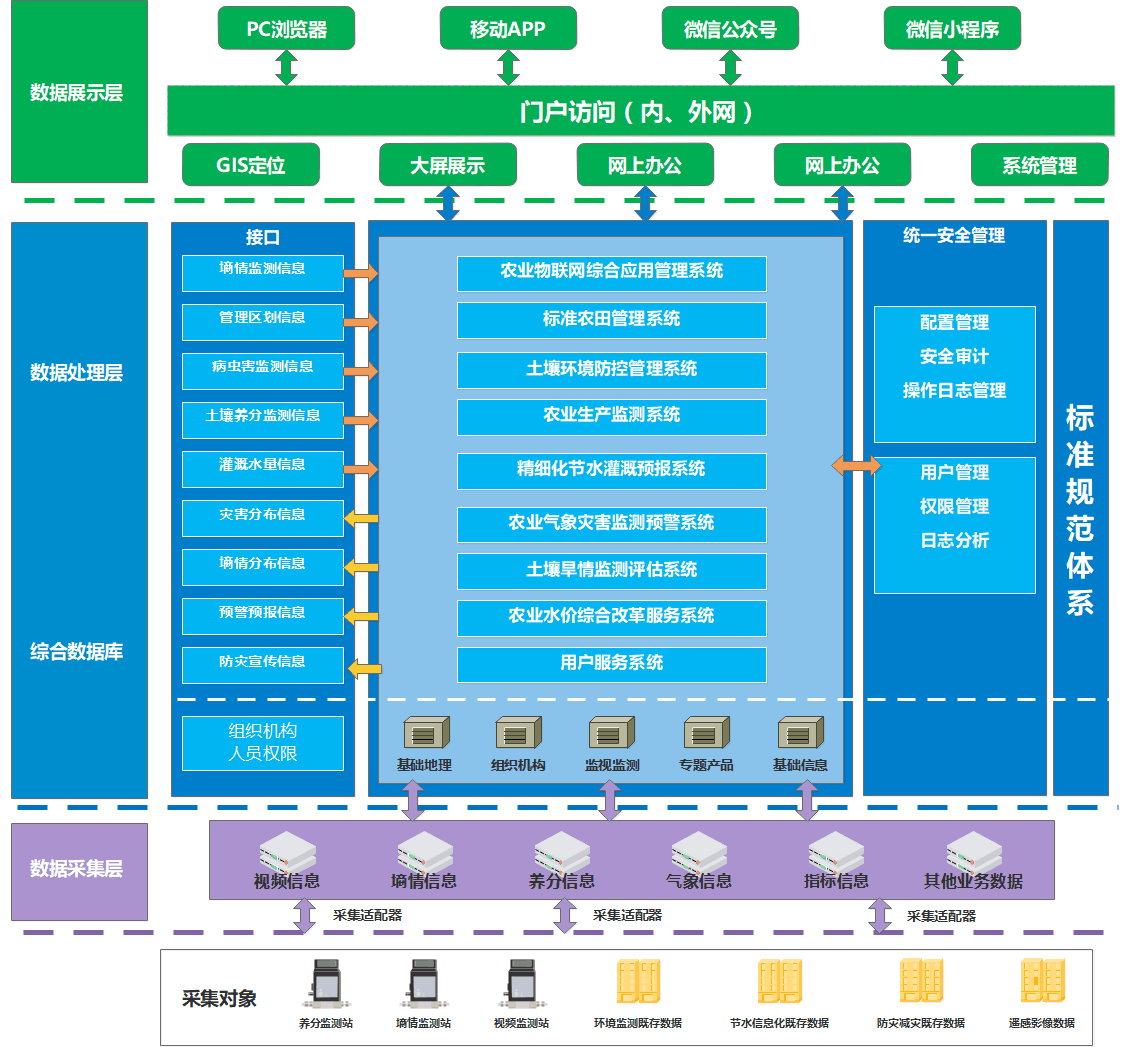 PC浏览器
移动APP
微信公众号
微信小程序
数据展示层
门户访问（内、外网）
GIS定位
大屏展示
网上办公
网上办公
系统管理
数据处理层
综合数据库
接口
墒情监测信息
管理区划信息
病虫害监测信息
土壤养分监测信息
灌溉水量信息
灾害分布信息
墒情分布信息
预警预报信息
防灾宣传信息
组织机构
人员权限
农业物联网综合应用管理系统
标准农田管理系统
土壤环境防控管理系统
农业生产监测系统
精细化节水灌溉预报系统
农业气象灾害监测预警系统
土壤旱情监测评估系统
农业水价综合改革服务系统
用户服务系统
基础地理
组织机构
监视监测
专题产品
基础信息
统一安全管理
配置管理
安全审计
操作日志管理
用户管理
权限管理
日志分析
标准规范体系
数据采集层
视频信息
墒情信息
养分信息
气象信息
指标信息
其他业务数据
采集适配器
采集适配器
采集适配器
采集对象
养分监测站
墒情监测站
视频监测站
环境监测既存数据
节水信息化既存数据
防灾减灾既存数据
遥感影像数据